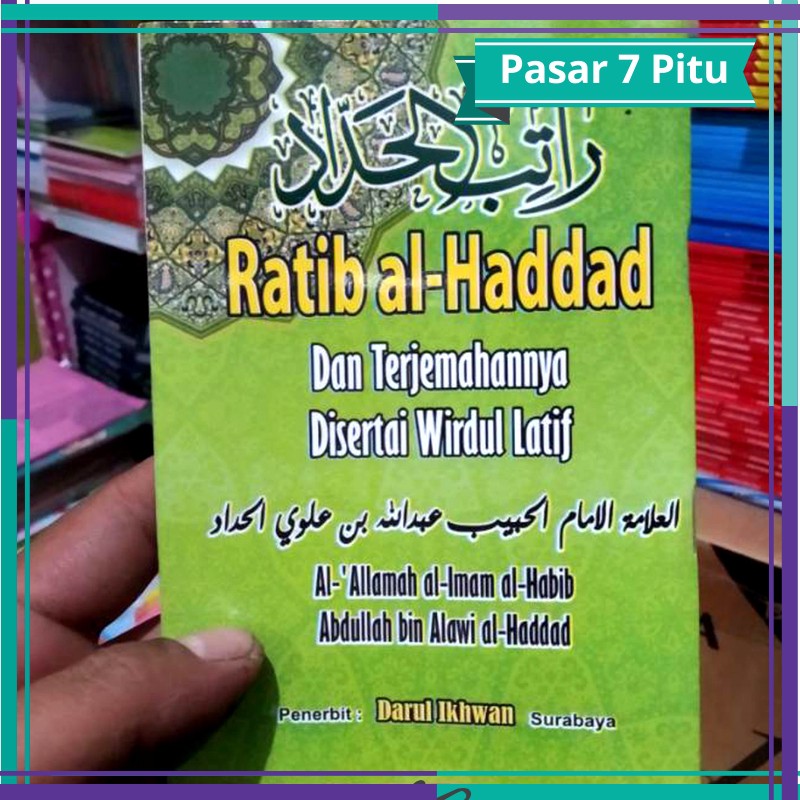 Pasar 7 Pitu
راتب الحداد
Ratib al-Haddad
Dan Terjemahannya
Disertai Wirdul Latif
العلامة الامام الحبيب عبدالله بن علوي الحداد
Al-'Allamah al-Imam al-Habib
Abdullah bin Alawi al-Haddad
Penerbit : Darul Ikhwan Surabaya